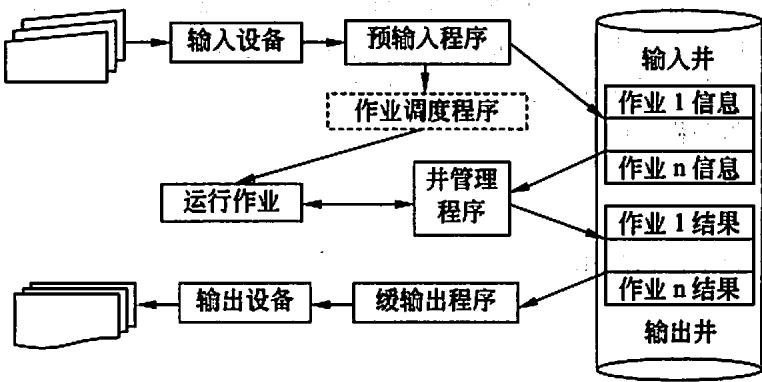 输入设备
预输入程序
输入井
作业1信息
作业调度程序
作业n信息
运行作业
井管理
程序
作业1结果
作业n结果
输出设备
缓输出程序
输出井